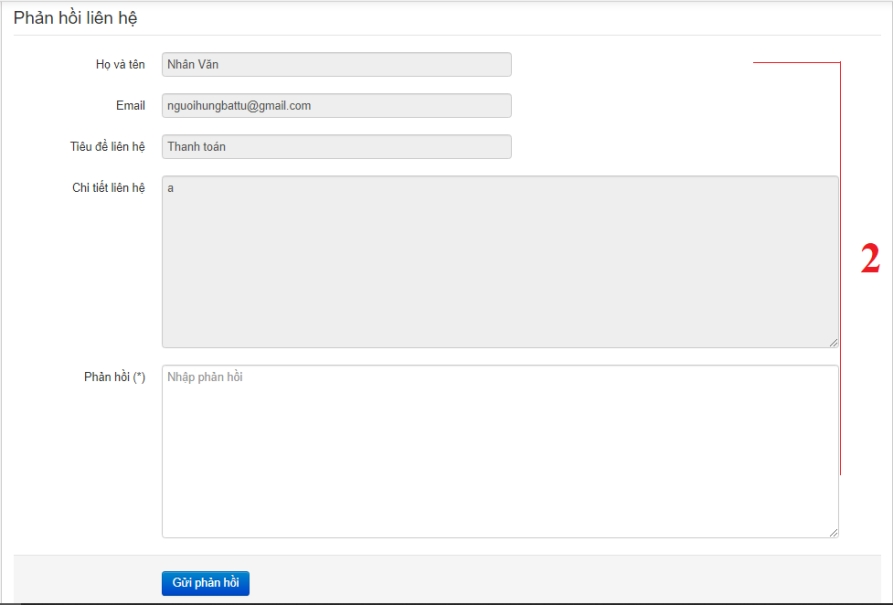 Phản hồi liên hệ
Họ và tên
Nhân Văn
Email
nguoihungbattu@gmail.com
Tiêu đề liên hệ
Thanh toán
Chi tiết liên hệ
a
2
Phản hồi (*)
Nhập phản hồi
Gửi phản hồi